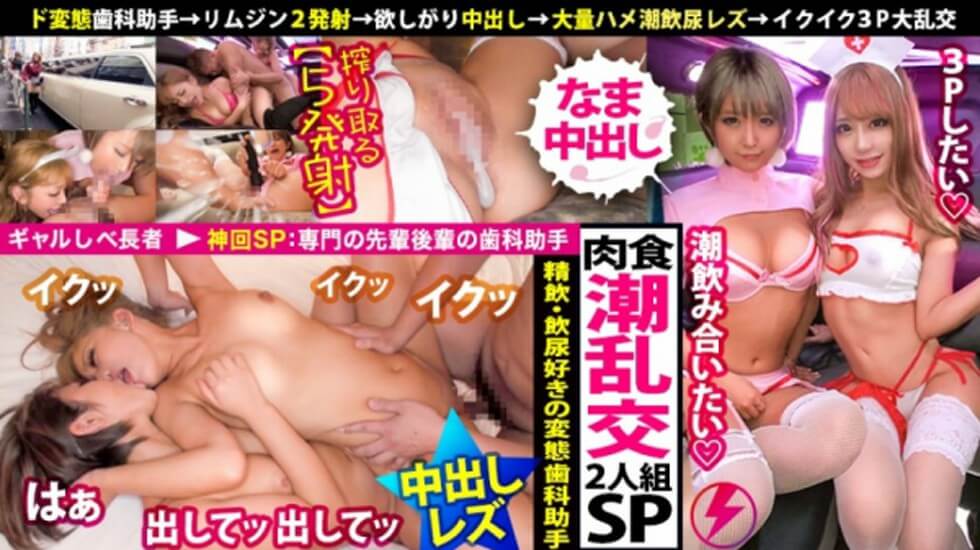 ド変態歯科助手→リムジン2発射→欲しがり中出し→大量ハメ潮飲尿レズ→イクイク3P大乱交
搾り取る
【5発射】
なま
中出し
3Pしたい♡
潮飲み合いたい♡
ギャルしべ長者 ▶ 神回SP:専門の先輩後輩の歯科助手
イクッ
イクッ
イクッ
はぁ
出してッ 出してッ
中出し
レズ
精飲・飲尿好きの変態歯科助手
肉食
潮乱交
2人組
SP